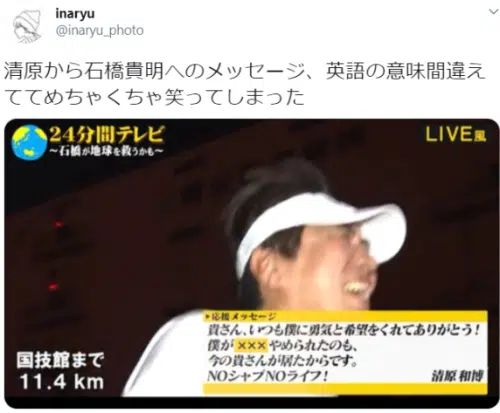 inaryu
@inaryu_photo
清原から石橋貴明へのメッセージ、英語の意味間違え
ててめちゃくちゃ笑ってしまった
24分間テレビ
～石橋が地球を救うかも～
LIVE風
応援メッセージ
貴さん、いつも僕に勇気と希望をくれてありがとう！
僕が×××やめられたのも、
今の貴さんが居たからです。
NOシャブNOライフ！ 清原和博
国技館まで
11.4 km